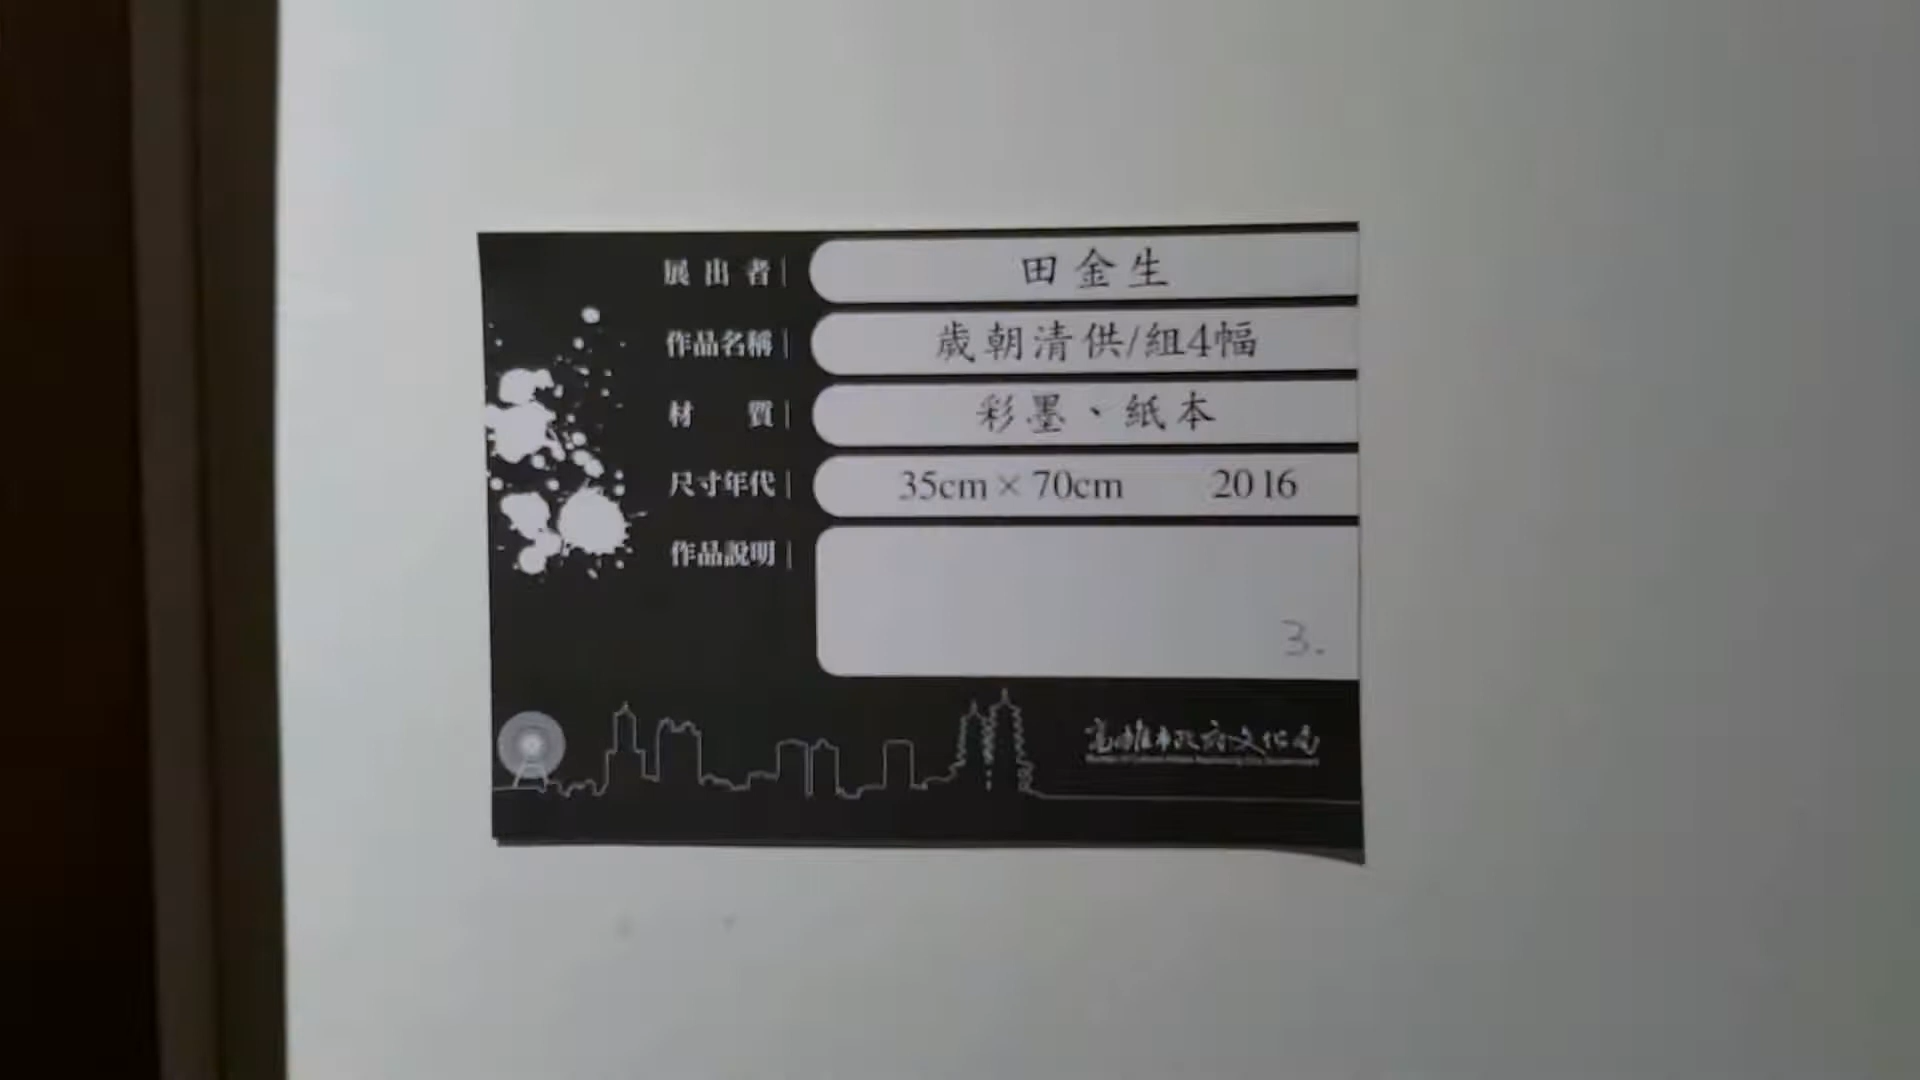 展出者| 田金生
作品名稱| 歲朝清供/組4幅
材質| 彩墨、紙本
尺寸年代| 35cm×70cm 2016
作品說明|
3.
高雄市政府文化局